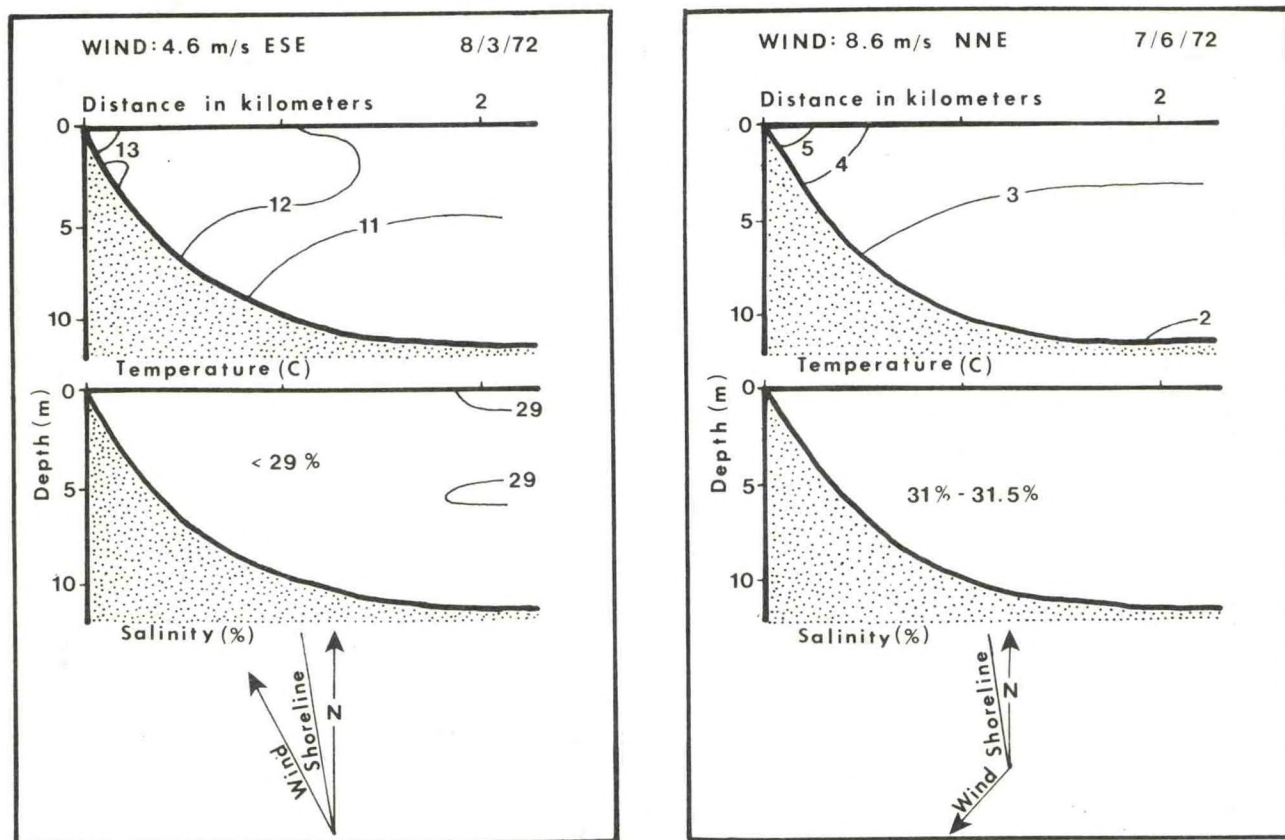 WIND: 4.6 m/s ESE 8/3/72
Distance in kilometers 2
0
13
12
5
11
10
Temperature (C)
0
29
< 29 %
29
5
Depth (m)
10
Salinity (%)
N
Shoreline
Wind
WIND: 8.6 m/s NNE 7/6/72
Distance in kilometers 2
0
5
4
3
5
2
10
Temperature (C)
0
Depth (m)
5
31% - 31.5%
10
Salinity (%)
N
Shoreline
Wind